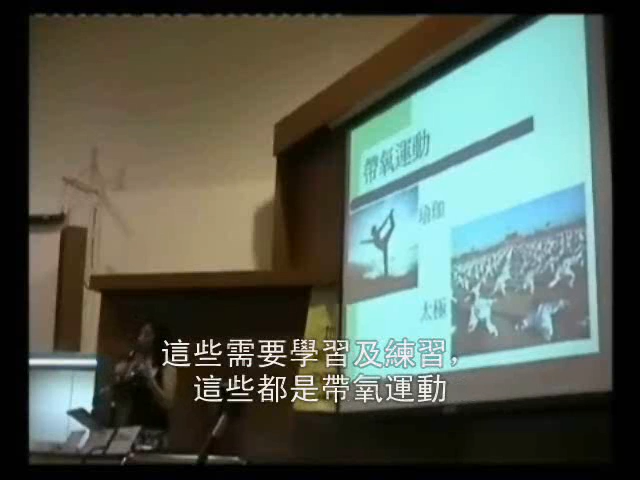 帶氧運動
瑜伽
太極
這些需要學習及練習，
這些都是帶氧運動